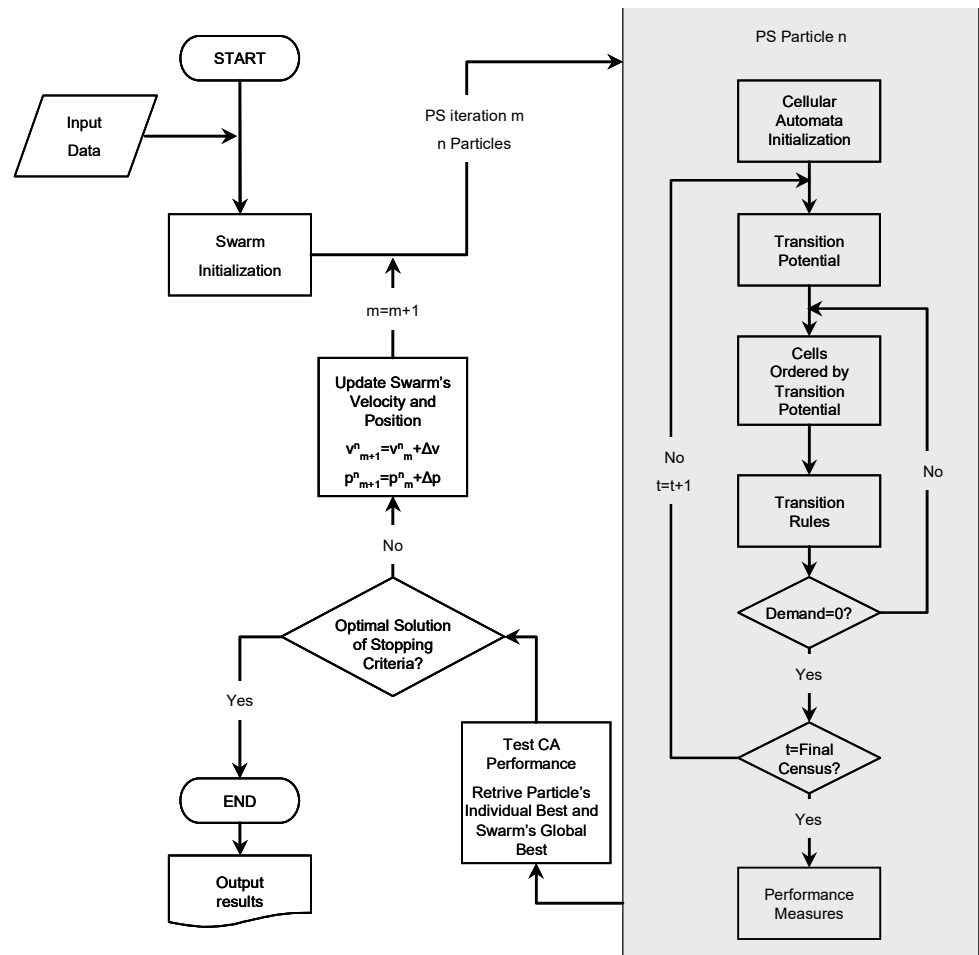 START
Input
Data
Swarm
Initialization
PS iteration m
n Particles
m=m+1
Update Swarm's
Velocity and
Position
vⁿₘ₊₁=vⁿₘ+Δv
pⁿₘ₊₁=pⁿₘ+Δp
No
Optimal Solution
of Stopping
Criteria?
Yes
END
Output
results
Test CA
Performance
Retrive Particle's
Individual Best and
Swarm's Global
Best
PS Particle n
Cellular
Automata
Initialization
Transition
Potential
Cells
Ordered by
Transition
Potential
No
t=t+1
No
Transition
Rules
Demand=0?
Yes
t=Final
Census?
Yes
Performance
Measures